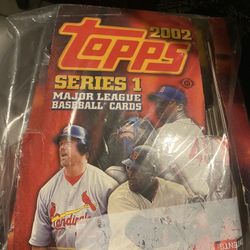 2002
Topps
SERIES 1
MAJOR LEAGUE
BASEBALL CARDS
Cardinals